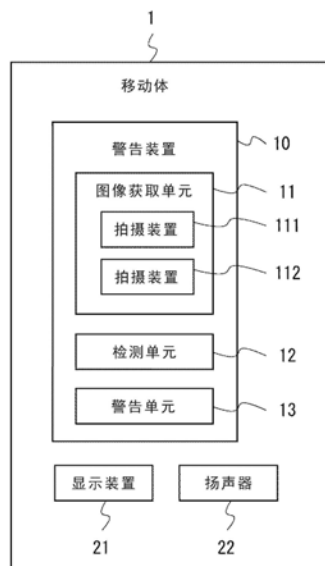 1
移动体
警告装置
10
图像获取单元
11
拍摄装置
111
拍摄装置
112
检测单元
12
警告单元
13
显示装置
扬声器
21
22